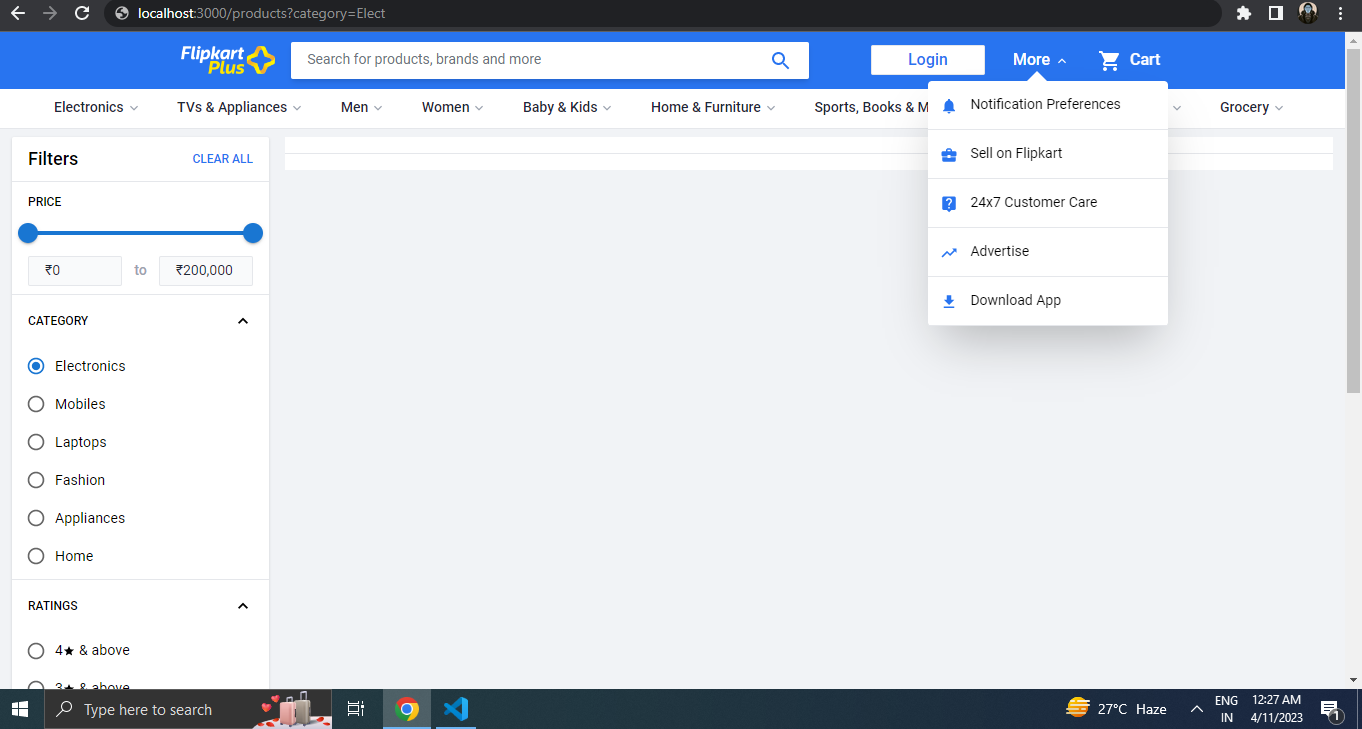 localhost:3000/products?category=Elect
Flipkart
Plus
Search for products, brands and more
Login
More
Cart
Electronics
TVs & Appliances
Men
Women
Baby & Kids
Home & Furniture
Sports, Books & M
Grocery
Notification Preferences
Sell on Flipkart
24x7 Customer Care
Advertise
Download App
Filters
CLEAR ALL
PRICE
₹0 to ₹200,000
CATEGORY
Electronics
Mobiles
Laptops
Fashion
Appliances
Home
RATINGS
4★ & above
3★ & above
Type here to search
27°C Haze
ENG
IN
12:27 AM
4/11/2023
1